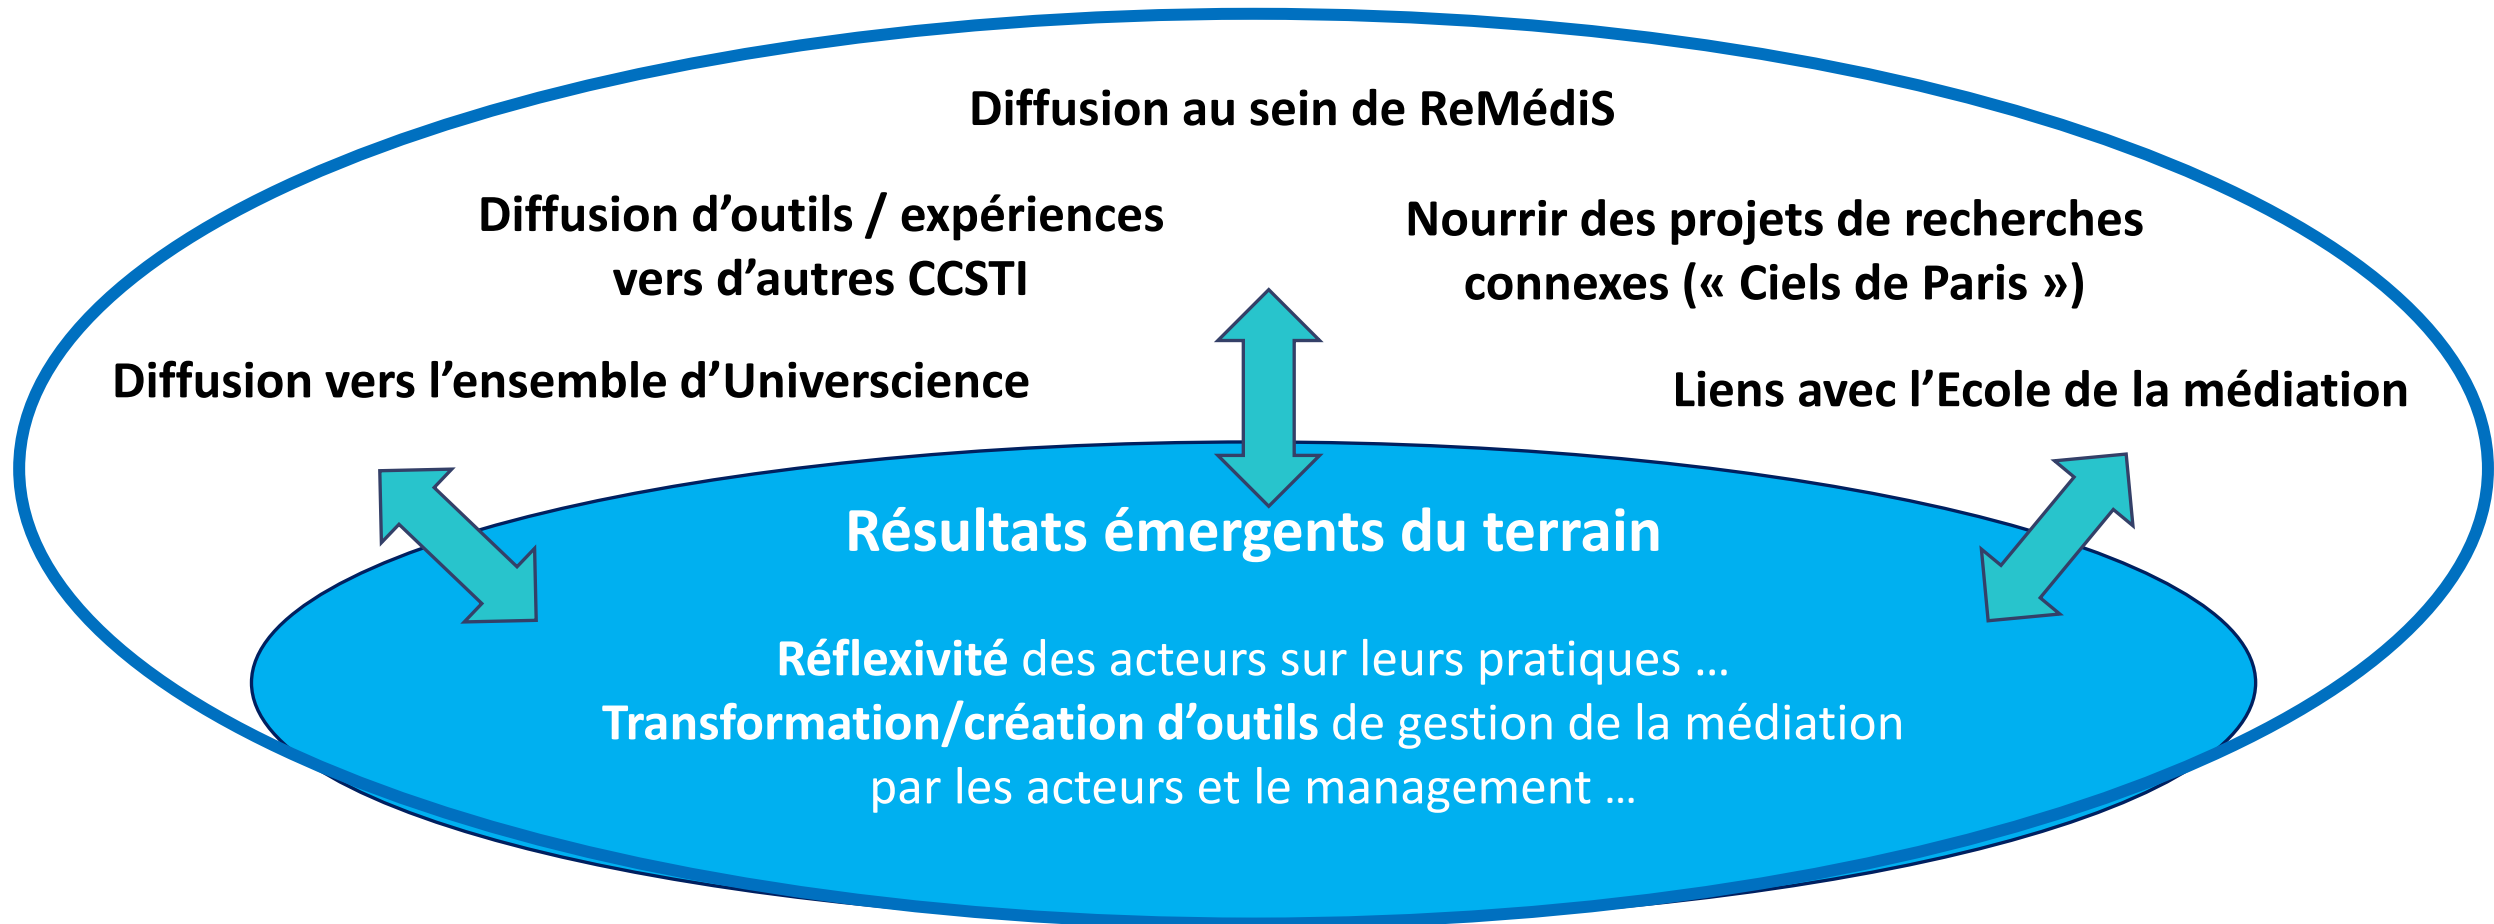 Diffusion au sein de ReMédiS
Diffusion d’outils / expériences
vers d’autres CCSTI
Nourrir des projets de recherches
connexes (« Ciels de Paris »)
Diffusion vers l’ensemble d’Universcience
Liens avec l’Ecole de la médiation
Résultats émergents du terrain
Réflexivité des acteurs sur leurs pratiques …
Transformation/création d’outils de gestion de la médiation
par les acteurs et le management …